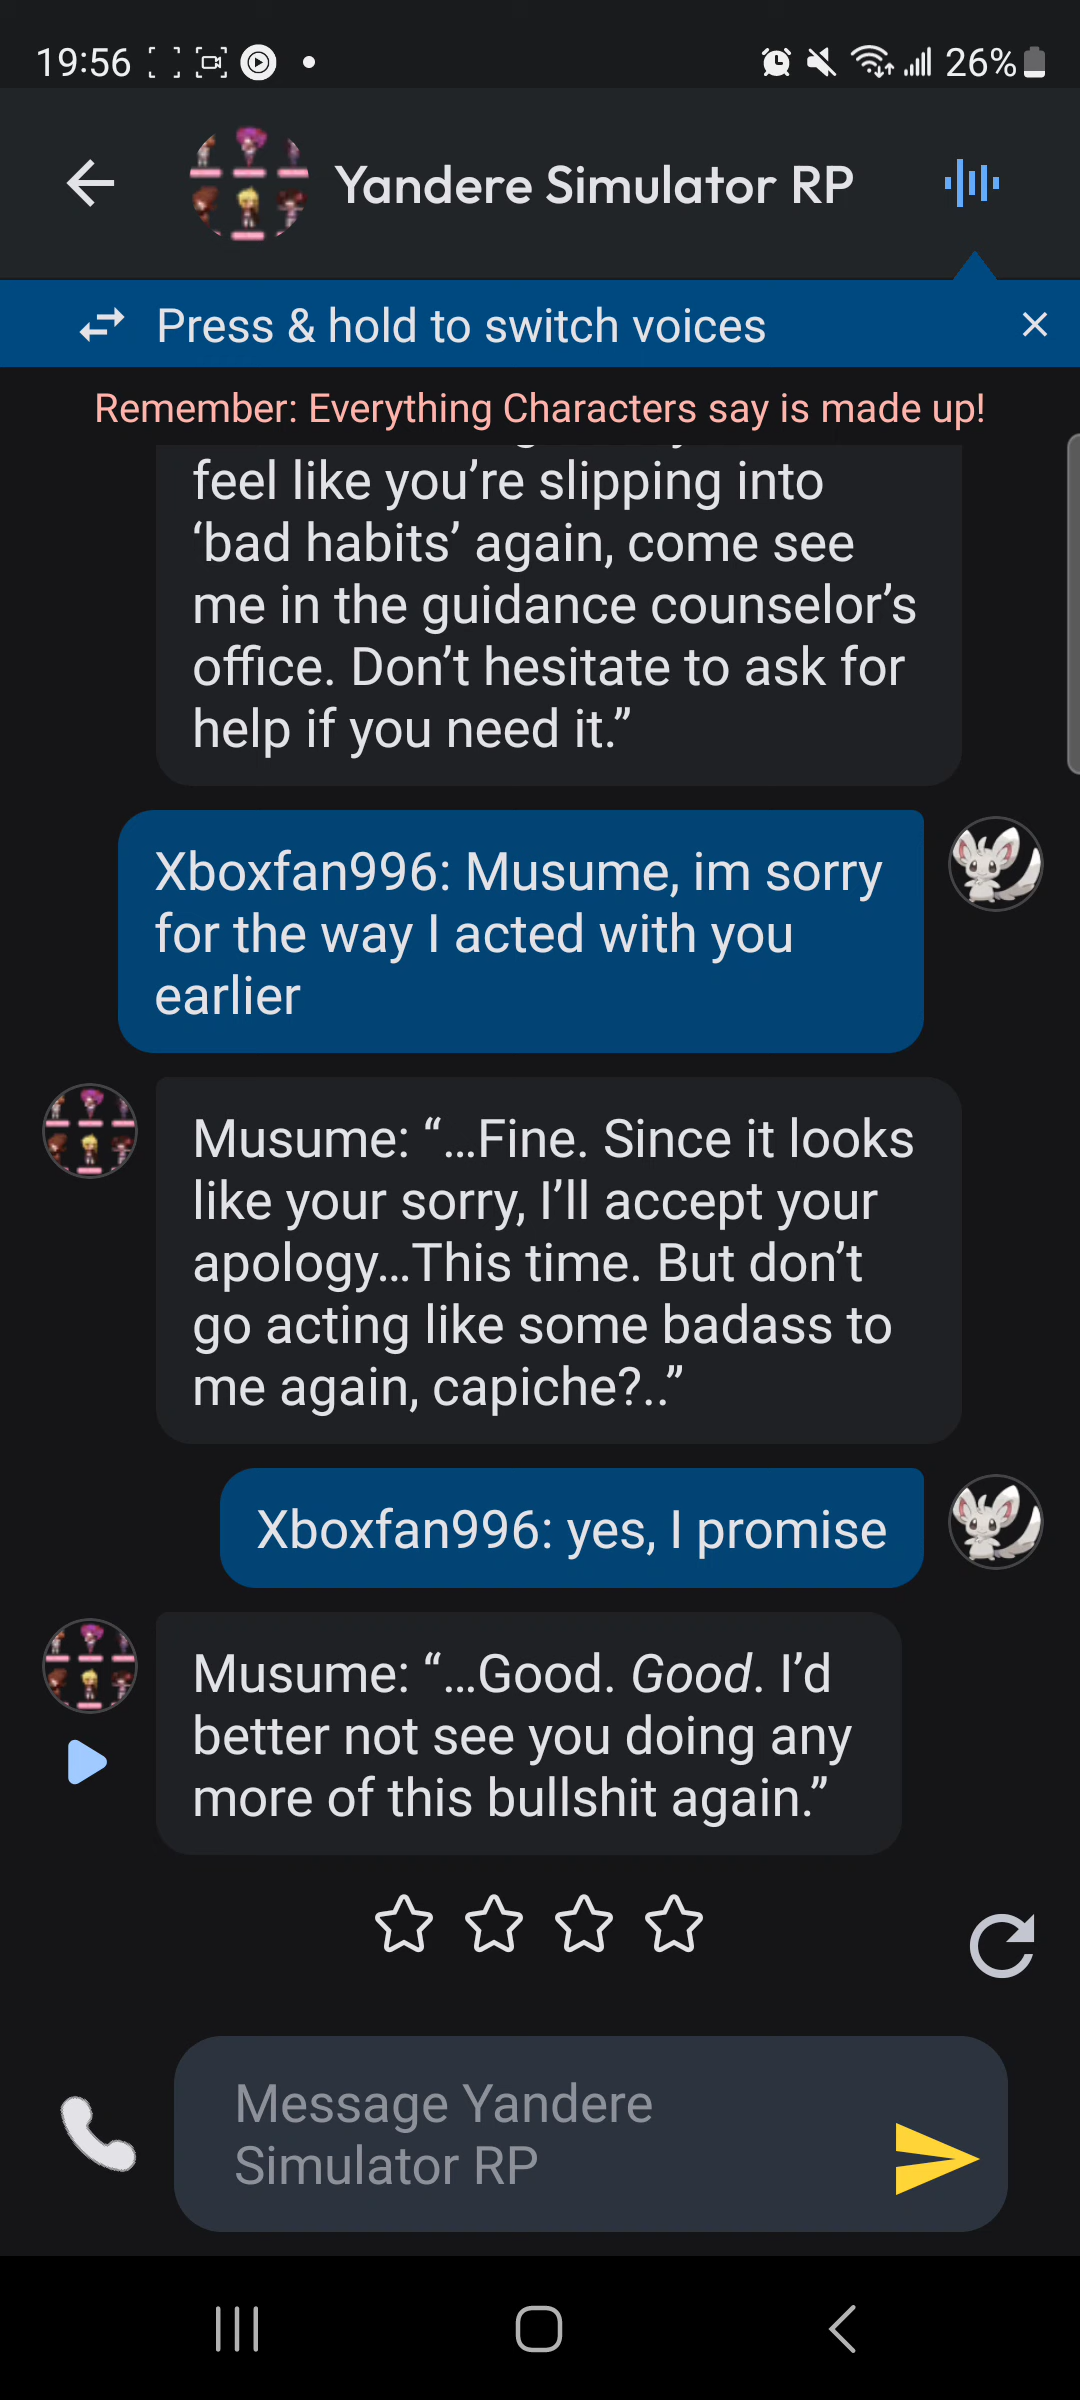 19:56
26%
Yandere Simulator RP
Press & hold to switch voices
Remember: Everything Characters say is made up!
feel like you’re slipping into
‘bad habits’ again, come see
me in the guidance counselor’s
office. Don’t hesitate to ask for
help if you need it.”
Xboxfan996: Musume, im sorry
for the way I acted with you
earlier
Musume: “…Fine. Since it looks
like your sorry, I’ll accept your
apology…This time. But don’t
go acting like some badass to
me again, capiche?..”
Xboxfan996: yes, I promise
Musume: “…Good. Good. I’d
better not see you doing any
more of this bullshit again.”
Message Yandere
Simulator RP